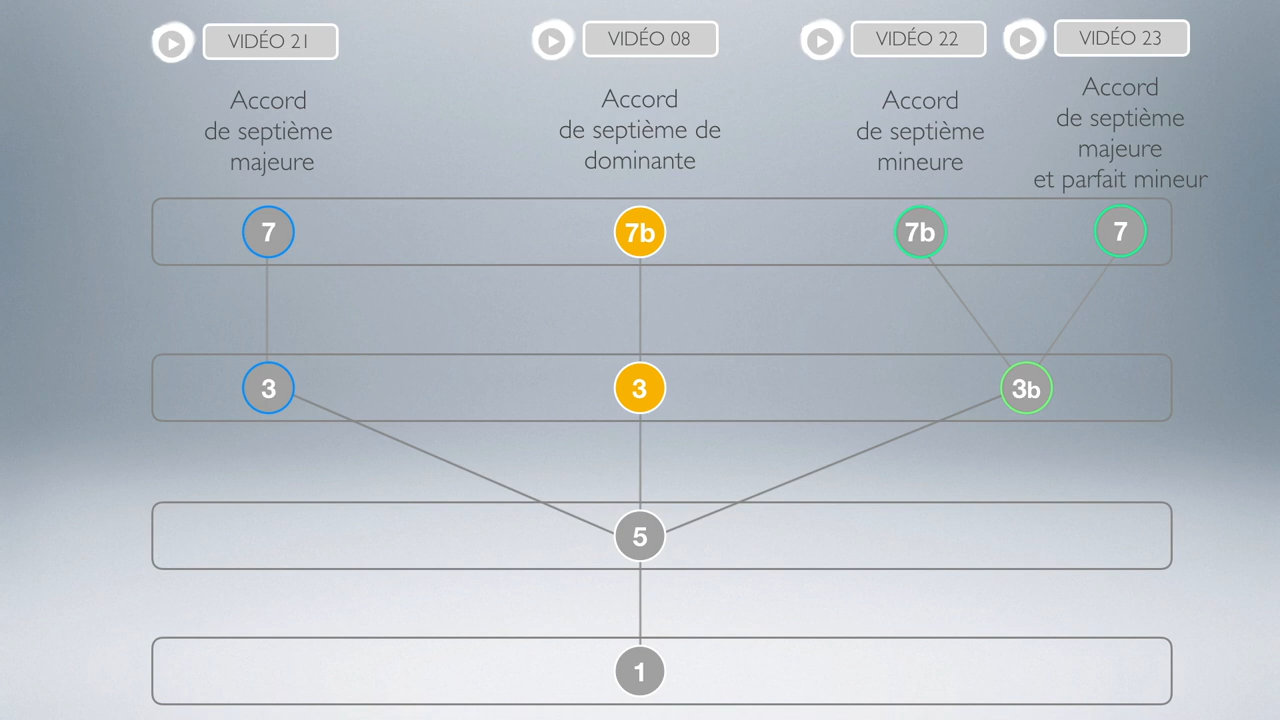 VIDÉO 21
VIDÉO 08
VIDÉO 22
VIDÉO 23
Accord
de septième
majeure
Accord
de septième de
dominante
Accord
de septième
mineure
Accord
de septième
majeure
et parfait mineur
7
7b
7b
7
3
3
3b
5
1